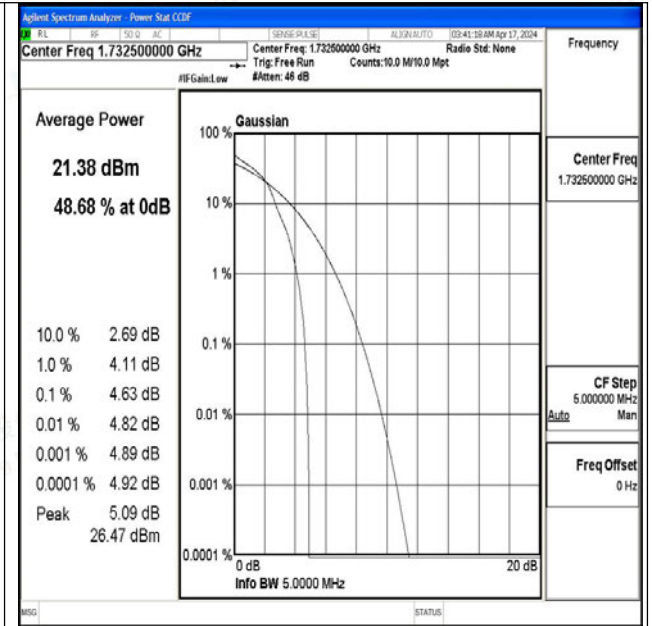 Agilent Spectrum Analyzer - Power Stat CCDF
RL RF 50 Ω AC SENSE:PULSE ALIGN AUTO 03:41:18 AM Apr 17, 2024
Center Freq 1.732500000 GHz
Center Freq: 1.732500000 GHz Radio Std: None
Trig: Free Run Counts:10.0 M/10.0 Mpt
#IFGain:Low #Atten: 46 dB
Frequency
Average Power
21.38 dBm
48.68 % at 0dB
10.0 % 2.69 dB
1.0 % 4.11 dB
0.1 % 4.63 dB
0.01 % 4.82 dB
0.001 % 4.89 dB
0.0001 % 4.92 dB
Peak 5.09 dB
26.47 dBm
Gaussian
100 %
10 %
1 %
0.1 %
0.01 %
0.001 %
0.0001 %
0 dB 20 dB
Info BW 5.0000 MHz
Center Freq
1.732500000 GHz
CF Step
5.000000 MHz
Auto Man
Freq Offset
0 Hz
MSG STATUS